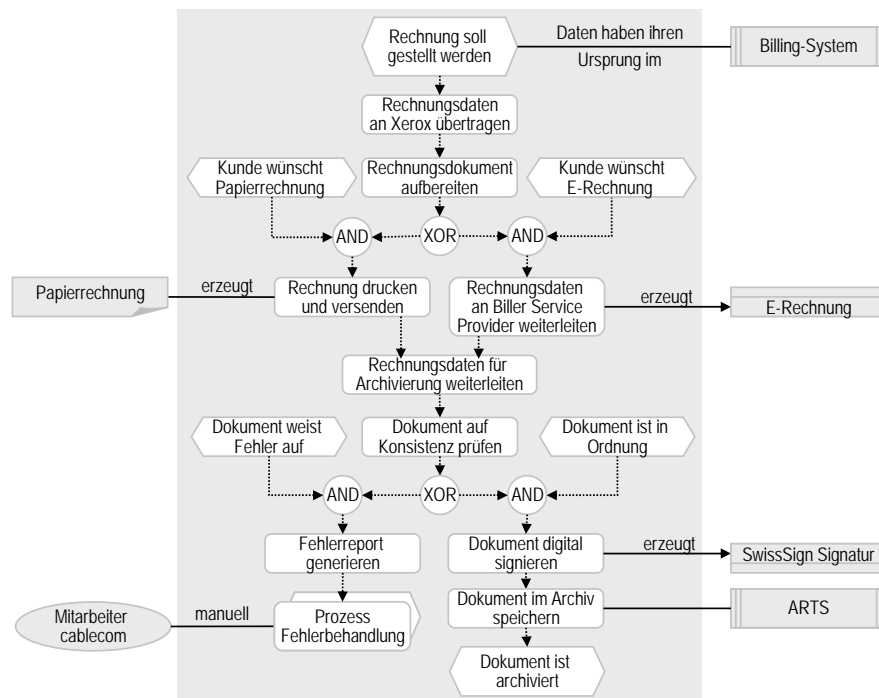 Rechnung soll
gestellt werden
Daten haben ihren
Ursprung im
Billing-System
Rechnungsdaten
an Xerox übertragen
Kunde wünscht
Papierrechnung
Rechnungsdokument
aufbereiten
Kunde wünscht
E-Rechnung
AND
XOR
AND
Papierrechnung
erzeugt
Rechnung drucken
und versenden
Rechnungsdaten
an Biller Service
Provider weiterleiten
erzeugt
E-Rechnung
Rechnungsdaten für
Archivierung weiterleiten
Dokument weist
Fehler auf
Dokument auf
Konsistenz prüfen
Dokument ist in
Ordnung
AND
XOR
AND
Fehlerreport
generieren
Dokument digital
signieren
erzeugt
SwissSign Signatur
Mitarbeiter
cablecom
manuell
Prozess
Fehlerbehandlung
Dokument im Archiv
speichern
ARTS
Dokument ist
archiviert